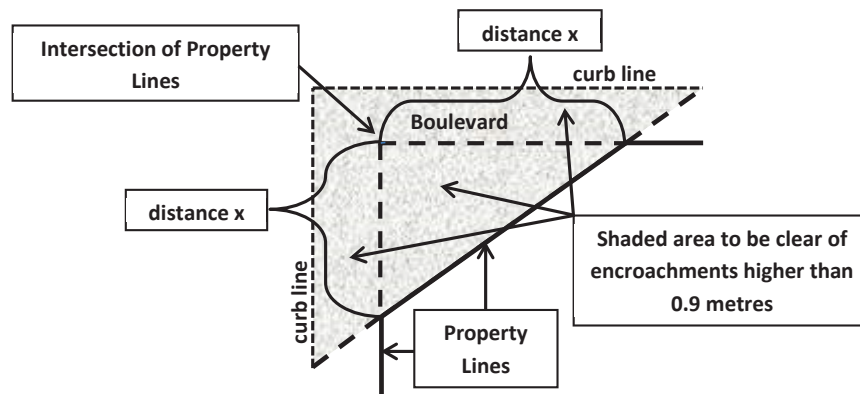 Intersection of Property
Lines
distance x
curb line
Boulevard
distance x
curb line
Shaded area to be clear of
encroachments higher than
0.9 metres
Property
Lines